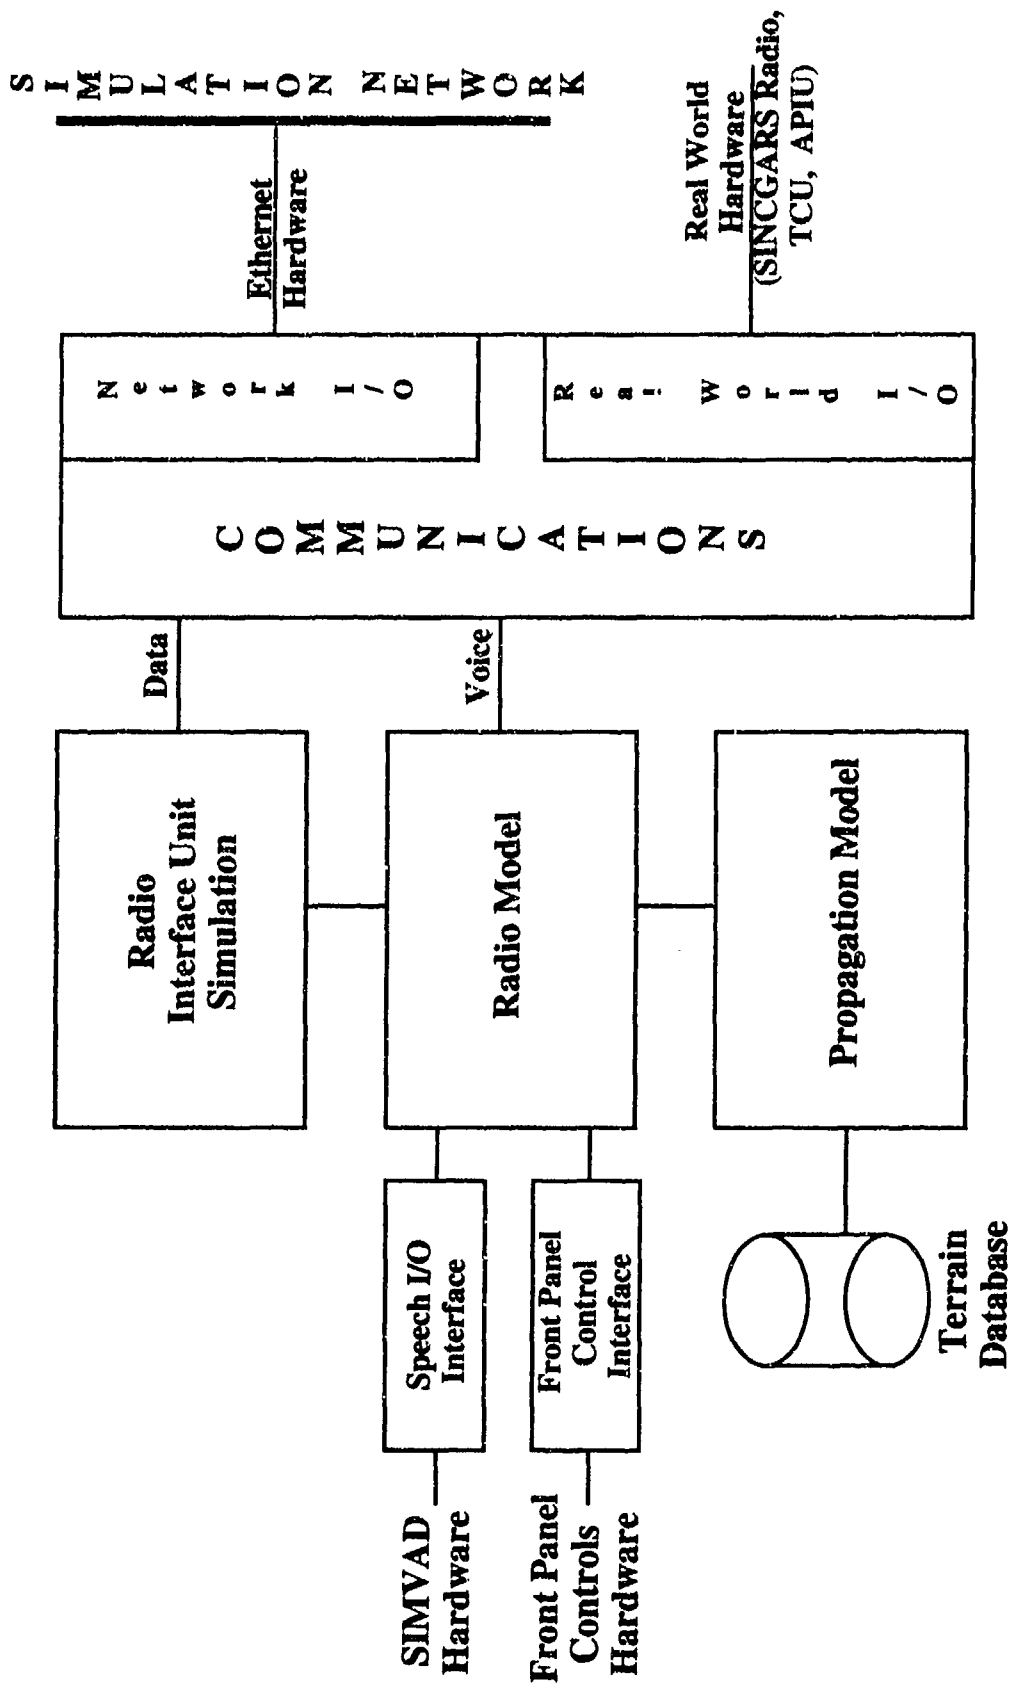 SIMVAD
Hardware
Front Panel
Controls
Hardware
Speech I/O
Interface
Front Panel
Control
Interface
Terrain
Database
Radio
Interface Unit
Simulation
Radio Model
Propagation Model
Data
Voice
COMMUNICATIONS
Network I/O
Real World I/O
Ethernet
Hardware
Real World
Hardware
(SINCGARS Radio,
TCU, APIU)
SIMULATION NETWORK